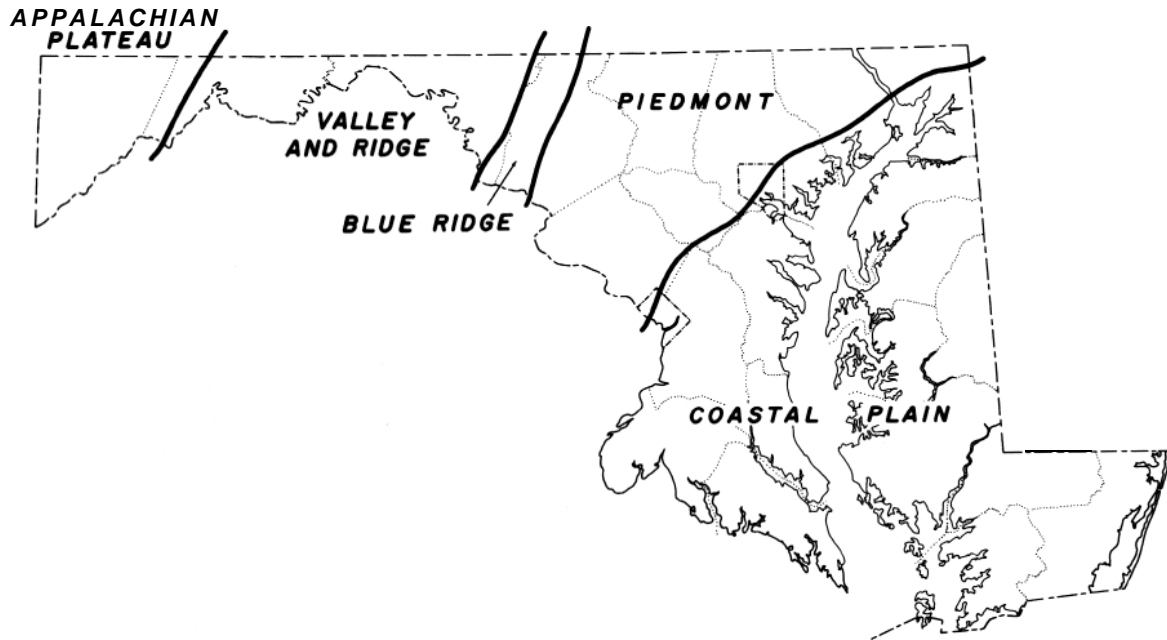 APPALACHIAN
PLATEAU
VALLEY
AND RIDGE
BLUE RIDGE
PIEDMONT
COASTAL PLAIN